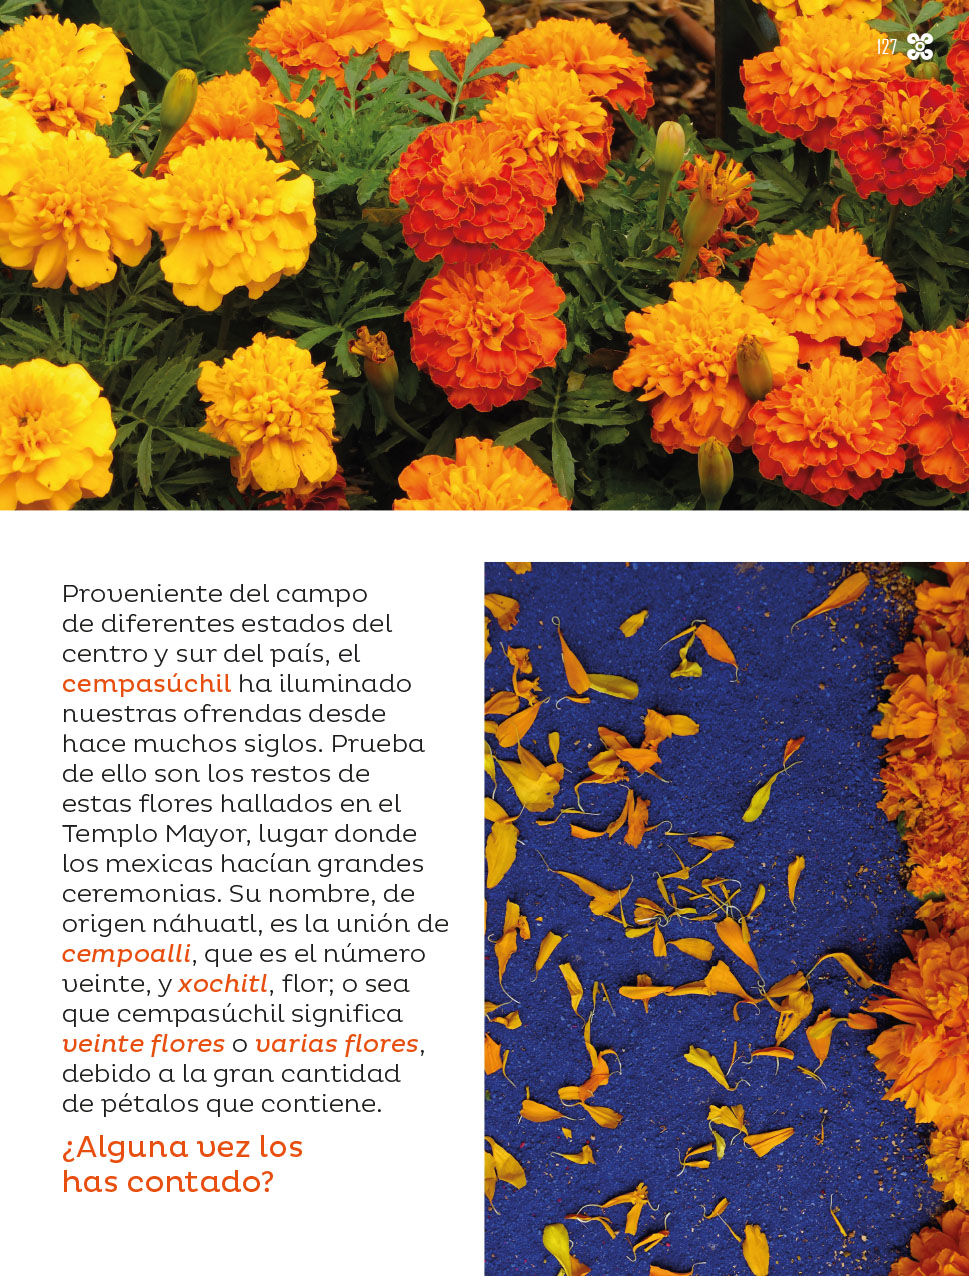 127
Proveniente del campo
de diferentes estados del
centro y sur del país, el
cempasúchil ha iluminado
nuestras ofrendas desde
hace muchos siglos. Prueba
de ello son los restos de
estas flores hallados en el
Templo Mayor, lugar donde
los mexicas hacían grandes
ceremonias. Su nombre, de
origen náhuatl, es la unión de
cempoalli, que es el número
veinte, y xochitl, flor; o sea
que cempasúchil significa
veinte flores o varias flores,
debido a la gran cantidad
de pétalos que contiene.
¿Alguna vez los
has contado?